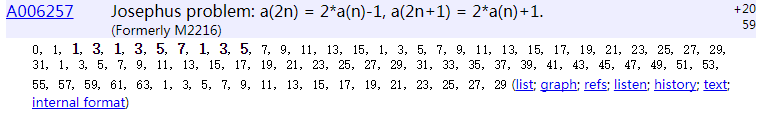 A006257 Josephus problem: a(2n) = 2*a(n)-1, a(2n+1) = 2*a(n)+1. +20
(Formerly M2216) 59
0, 1, 1, 3, 1, 3, 5, 7, 1, 3, 5, 7, 9, 11, 13, 15, 1, 3, 5, 7, 9, 11, 13, 15, 17, 19, 21, 23, 25, 27, 29,
31, 1, 3, 5, 7, 9, 11, 13, 15, 17, 19, 21, 23, 25, 27, 29, 31, 33, 35, 37, 39, 41, 43, 45, 47, 49, 51, 53,
55, 57, 59, 61, 63, 1, 3, 5, 7, 9, 11, 13, 15, 17, 19, 21, 23, 25, 27, 29 (list; graph; refs; listen; history; text;
internal format)